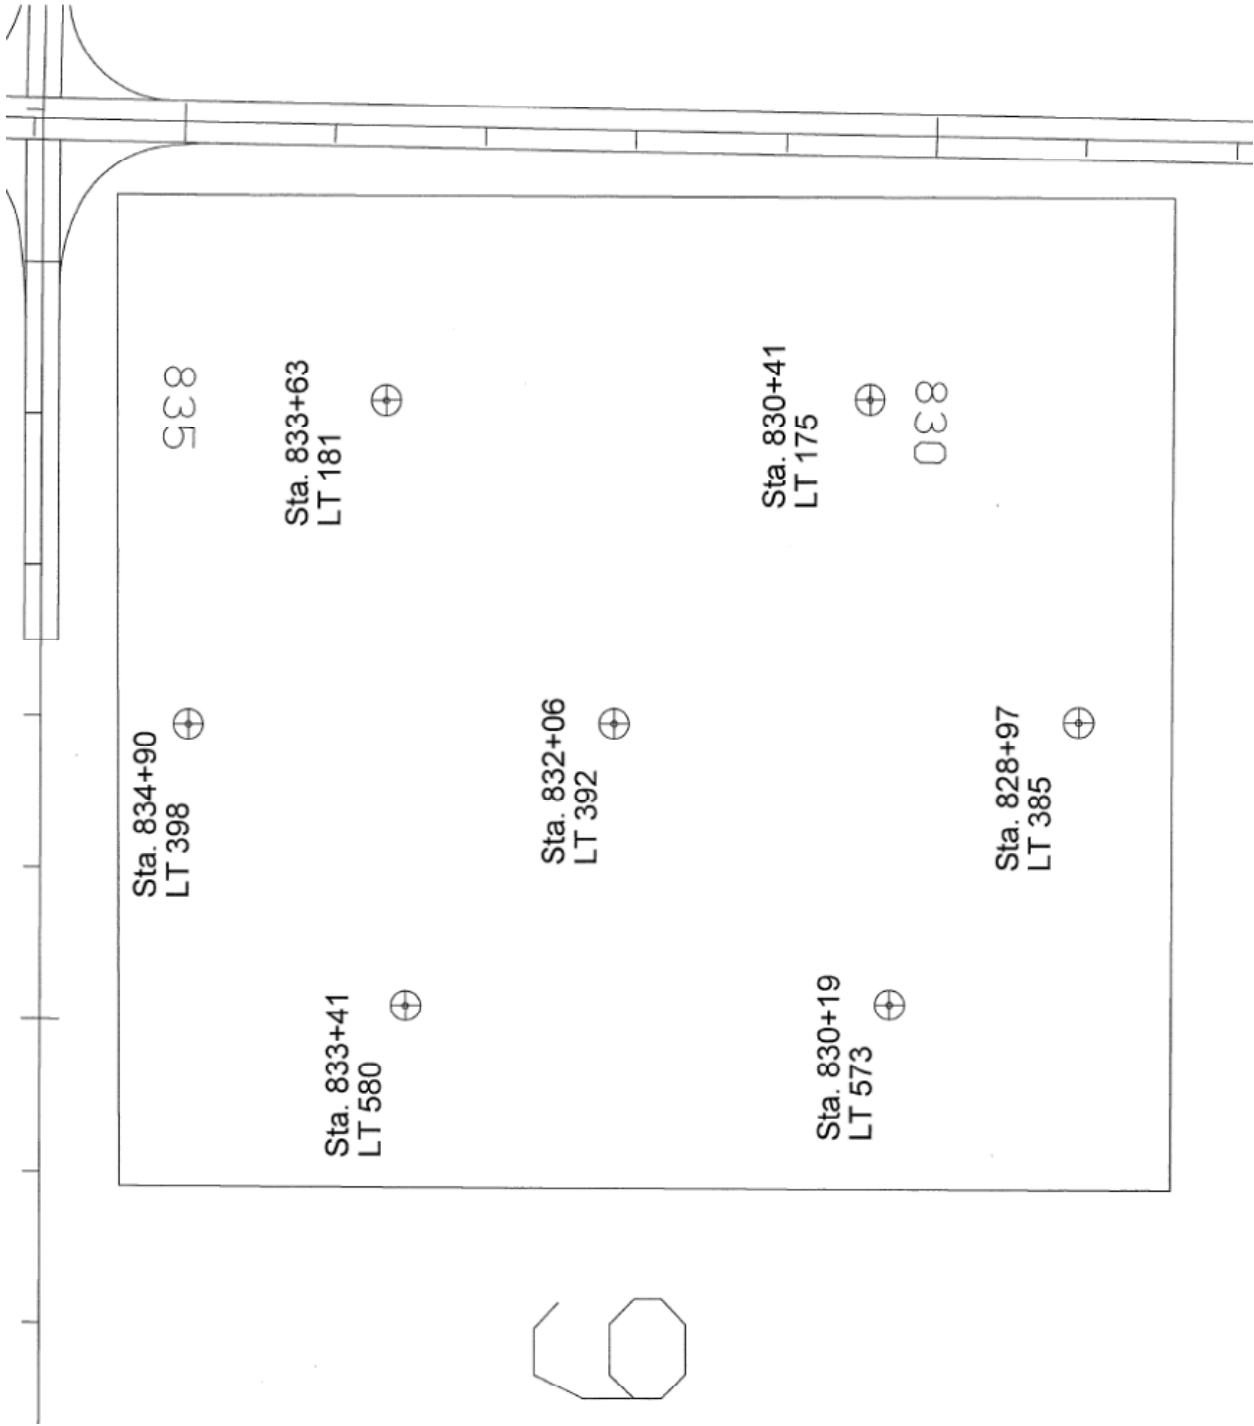 835
Sta. 833+63
LT 181
Sta. 830+41
LT 175
830
Sta. 834+90
LT 398
Sta. 832+06
LT 392
Sta. 828+97
LT 385
Sta. 833+41
LT 580
Sta. 830+19
LT 573
9